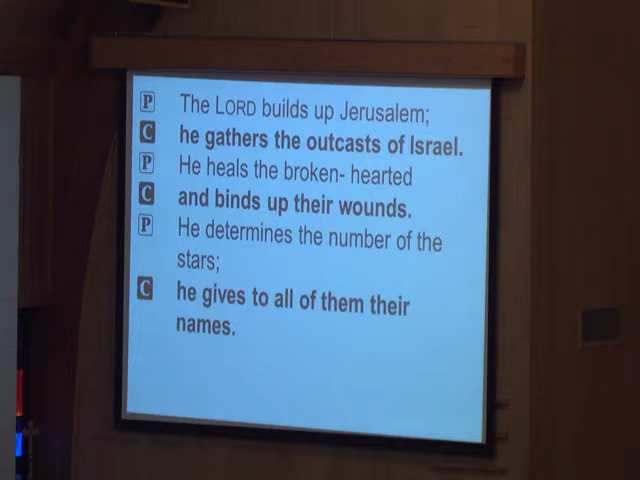 P The LORD builds up Jerusalem;
C he gathers the outcasts of Israel.
P He heals the broken- hearted
C and binds up their wounds.
P He determines the number of the
stars;
C he gives to all of them their
names.